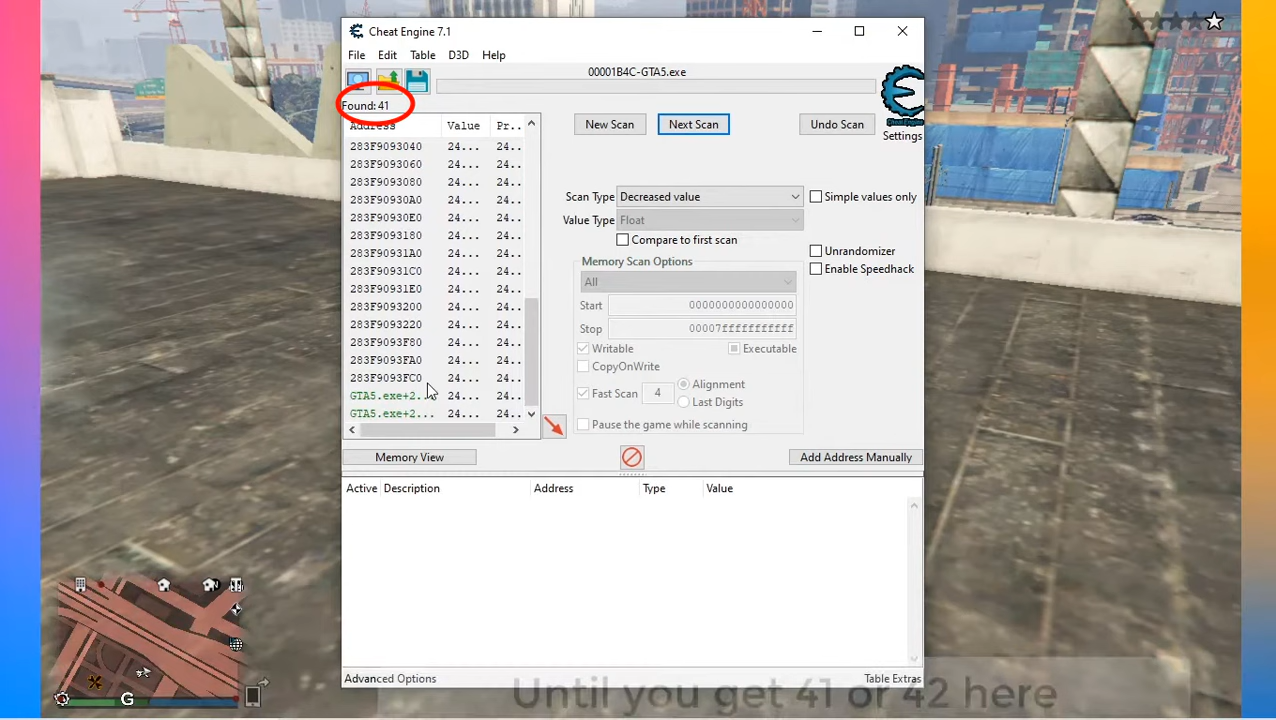 Cheat Engine 7.1
File Edit Table D3D Help
00001B4C-GTA5.exe
Found: 41
Address Value Pr...
283F9093040 24... 24..
283F9093060 24... 24..
283F9093080 24... 24..
283F90930A0 24... 24..
283F90930E0 24... 24..
283F9093180 24... 24..
283F90931A0 24... 24..
283F90931C0 24... 24..
283F90931E0 24... 24..
283F9093200 24... 24..
283F9093220 24... 24..
283F9093F80 24... 24..
283F9093FA0 24... 24..
283F9093FC0 24... 24..
GTA5.exe+2... 24... 24..
GTA5.exe+2... 24... 24..
New Scan Next Scan Undo Scan
Cheat Engine
Settings
Scan Type Decreased value Simple values only
Value Type Float
Compare to first scan
Unrandomizer
Enable Speedhack
Memory Scan Options
All
Start 0000000000000000
Stop 00007fffffffffff
Writable Executable
CopyOnWrite
Fast Scan 4 Alignment
Last Digits
Pause the game while scanning
Memory View Add Address Manually
Active Description Address Type Value
Advanced Options Table Extras
Until you get 41 or 42 here
G